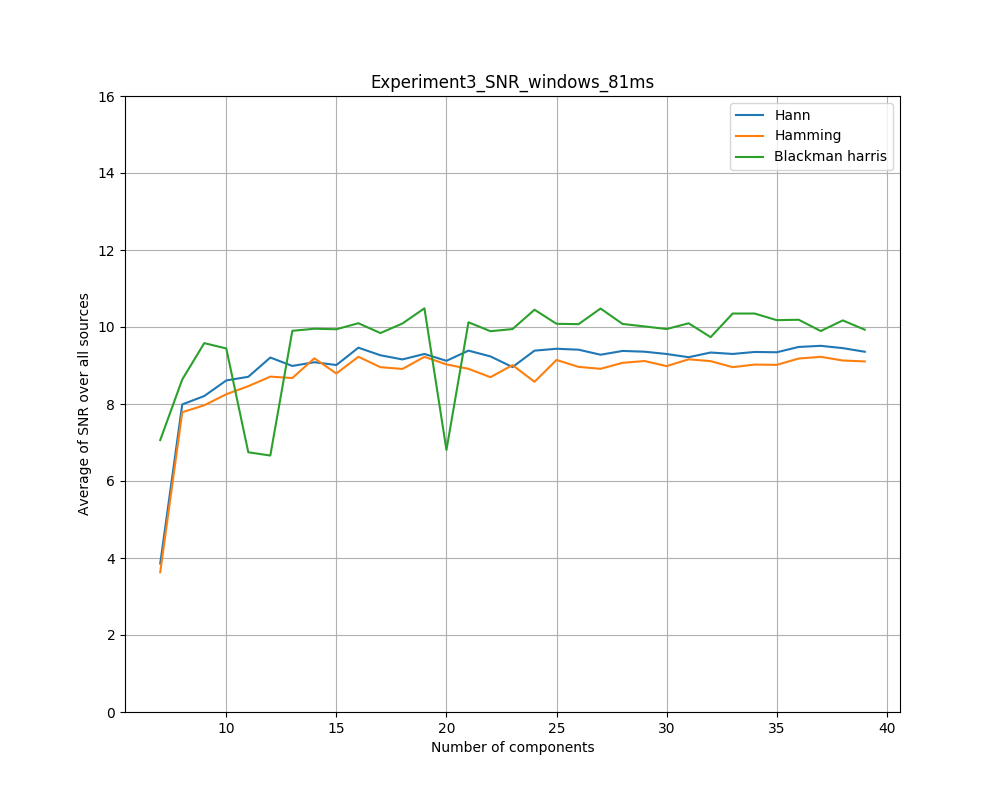 Experiment3_SNR_windows_81ms
Hann
Hamming
Blackman harris
Average of SNR over all sources
16
14
12
10
8
6
4
2
0
10 15 20 25 30 35 40
Number of components